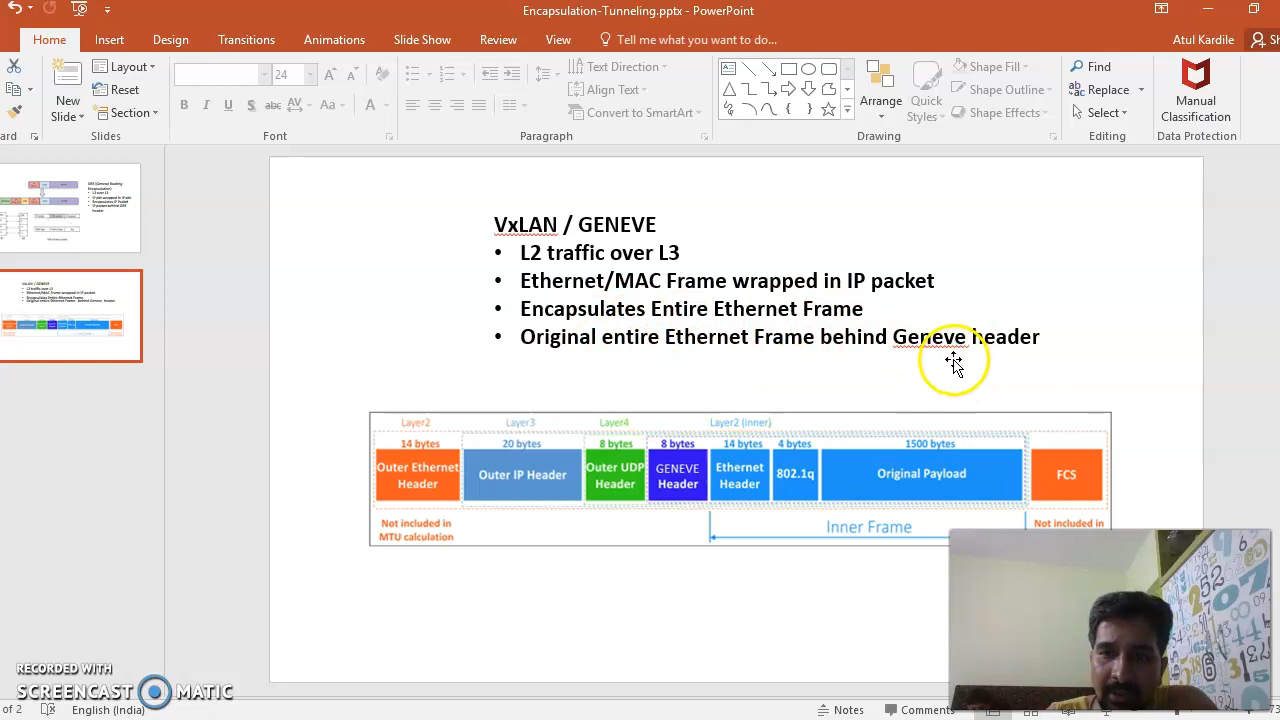 Encapsulation-Tunneling.pptx - PowerPoint
Home Insert Design Transitions Animations Slide Show Review View Tell me what you want to do... Atul Kardile
Layout Text Direction Shape Fill Find
24
Reset Align Text Shape Outline Replace
New Slide Arrange Quick Styles Manual Classification
Section B I U S abc AV Aa A Convert to SmartArt Shape Effects Select
Slides Font Paragraph Drawing Editing Data Protection
VxLAN / GENEVE
• L2 traffic over L3
• Ethernet/MAC Frame wrapped in IP packet
• Encapsulates Entire Ethernet Frame
• Original entire Ethernet Frame behind Geneve header
Layer2 Layer3 Layer4 Layer2 (inner)
14 bytes 20 bytes 8 bytes 8 bytes 14 bytes 4 bytes 1500 bytes
Outer Ethernet Header Outer IP Header Outer UDP Header GENEVE Header Ethernet Header 802.1q Original Payload FCS
Not included in MTU calculation Inner Frame Not included in
RECORDED WITH
SCREENCAST MATIC
of 2 English (India) Notes Comments